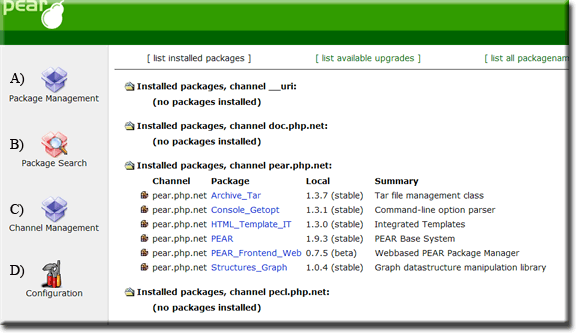 pear
[ list installed packages ] [ list available upgrades ] [ list all packagenam
A)
Package Management
B)
Package Search
C)
Channel Management
D)
Configuration
Installed packages, channel __uri:
(no packages installed)
Installed packages, channel doc.php.net:
(no packages installed)
Installed packages, channel pear.php.net:
Channel Package Local Summary
pear.php.net Archive_Tar 1.3.7 (stable) Tar file management class
pear.php.net Console_Getopt 1.3.1 (stable) Command-line option parser
pear.php.net HTML_Template_IT 1.3.0 (stable) Integrated Templates
pear.php.net PEAR 1.9.3 (stable) PEAR Base System
pear.php.net PEAR_Frontend_Web 0.7.5 (beta) Webbased PEAR Package Manager
pear.php.net Structures_Graph 1.0.4 (stable) Graph datastructure manipulation library
Installed packages, channel pecl.php.net:
(no packages installed)